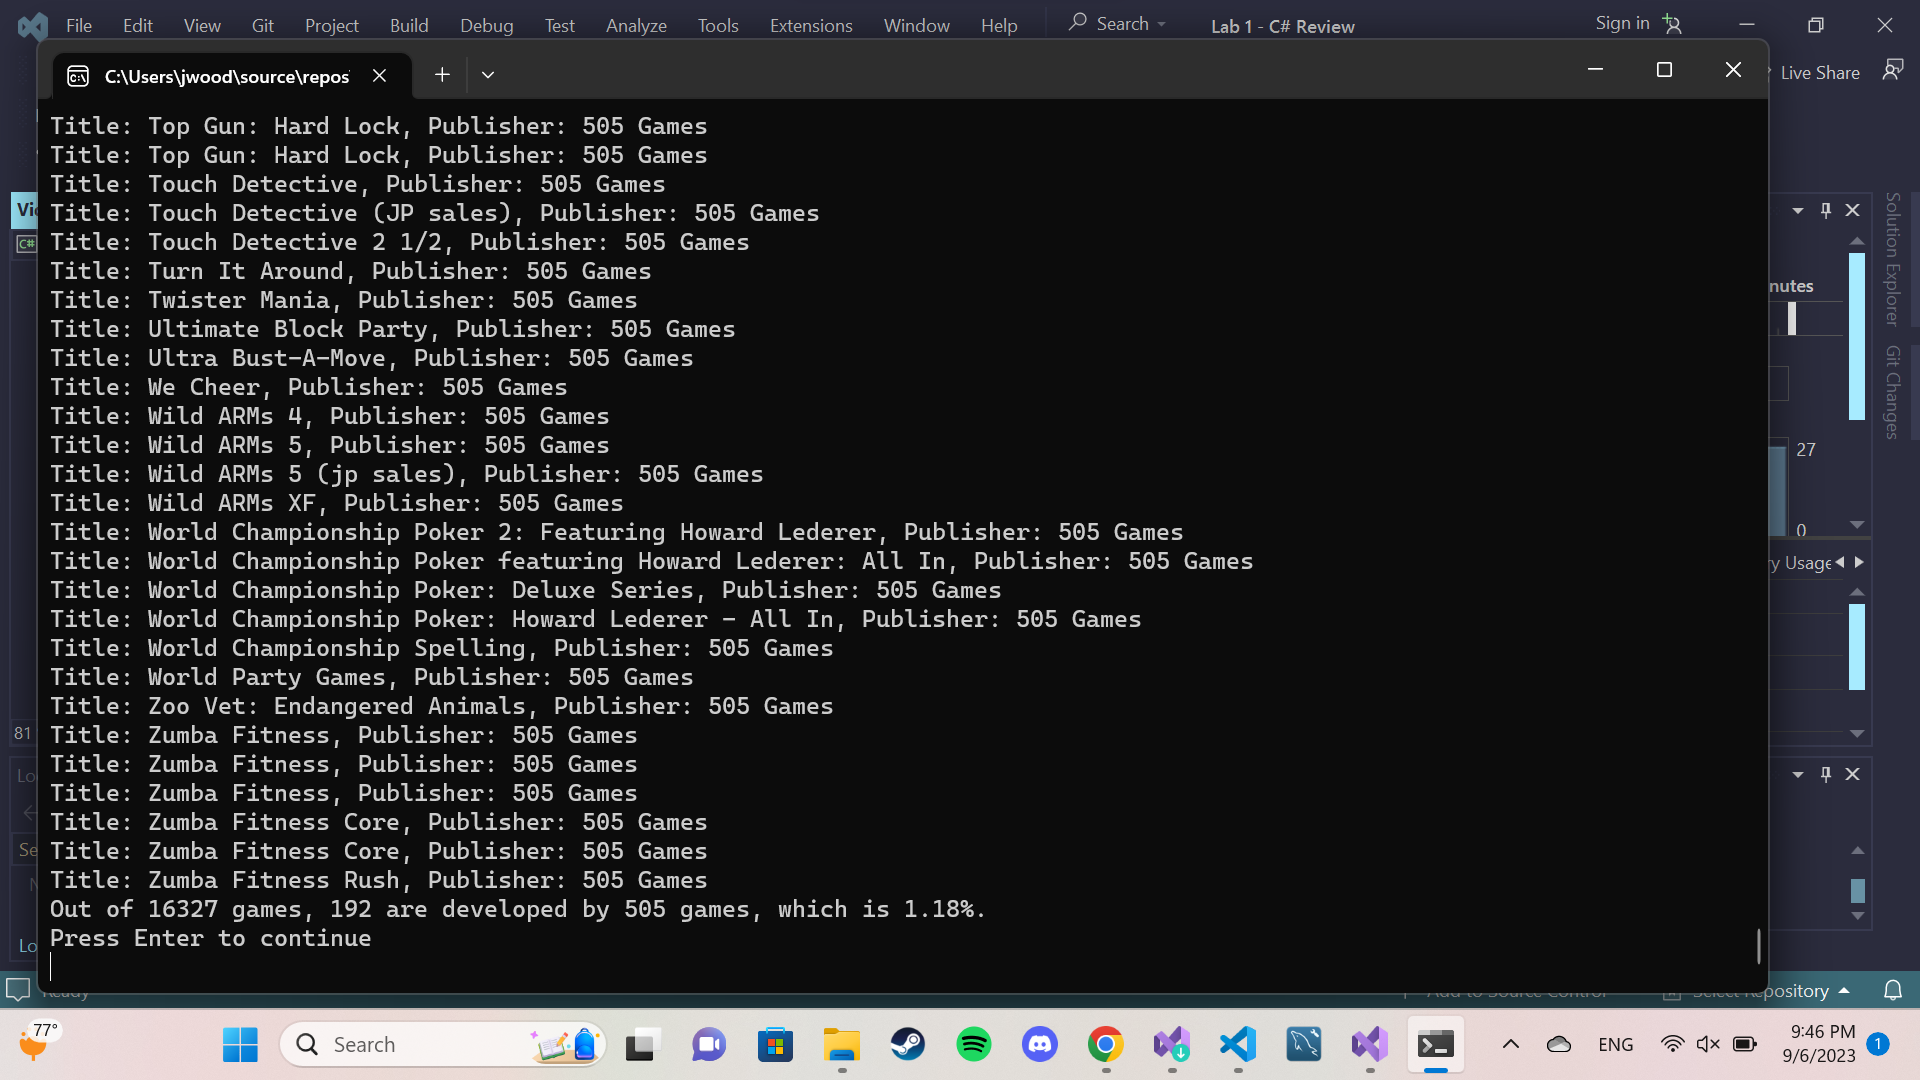 File Edit View Git Project Build Debug Test Analyze Tools Extensions Window Help Search Lab 1 - C# Review Sign in
C:\Users\jwood\source\repos
Live Share
Title: Top Gun: Hard Lock, Publisher: 505 Games
Title: Top Gun: Hard Lock, Publisher: 505 Games
Title: Touch Detective, Publisher: 505 Games
Title: Touch Detective (JP sales), Publisher: 505 Games
Title: Touch Detective 2 1/2, Publisher: 505 Games
Title: Turn It Around, Publisher: 505 Games
Title: Twister Mania, Publisher: 505 Games
Title: Ultimate Block Party, Publisher: 505 Games
Title: Ultra Bust-A-Move, Publisher: 505 Games
Title: We Cheer, Publisher: 505 Games
Title: Wild ARMs 4, Publisher: 505 Games
Title: Wild ARMs 5, Publisher: 505 Games
Title: Wild ARMs 5 (jp sales), Publisher: 505 Games
Title: Wild ARMs XF, Publisher: 505 Games
Title: World Championship Poker 2: Featuring Howard Lederer, Publisher: 505 Games
Title: World Championship Poker featuring Howard Lederer: All In, Publisher: 505 Games
Title: World Championship Poker: Deluxe Series, Publisher: 505 Games
Title: World Championship Poker: Howard Lederer - All In, Publisher: 505 Games
Title: World Championship Spelling, Publisher: 505 Games
Title: World Party Games, Publisher: 505 Games
Title: Zoo Vet: Endangered Animals, Publisher: 505 Games
Title: Zumba Fitness, Publisher: 505 Games
Title: Zumba Fitness, Publisher: 505 Games
Title: Zumba Fitness, Publisher: 505 Games
Title: Zumba Fitness Core, Publisher: 505 Games
Title: Zumba Fitness Core, Publisher: 505 Games
Title: Zumba Fitness Rush, Publisher: 505 Games
Out of 16327 games, 192 are developed by 505 games, which is 1.18%.
Press Enter to continue
C#
81
Solution Explorer
Git Changes
nutes
27
0
ry Usage
Ready
Add to Source Control
Select Repository
77°
Search
ENG
9:46 PM
9/6/2023
1